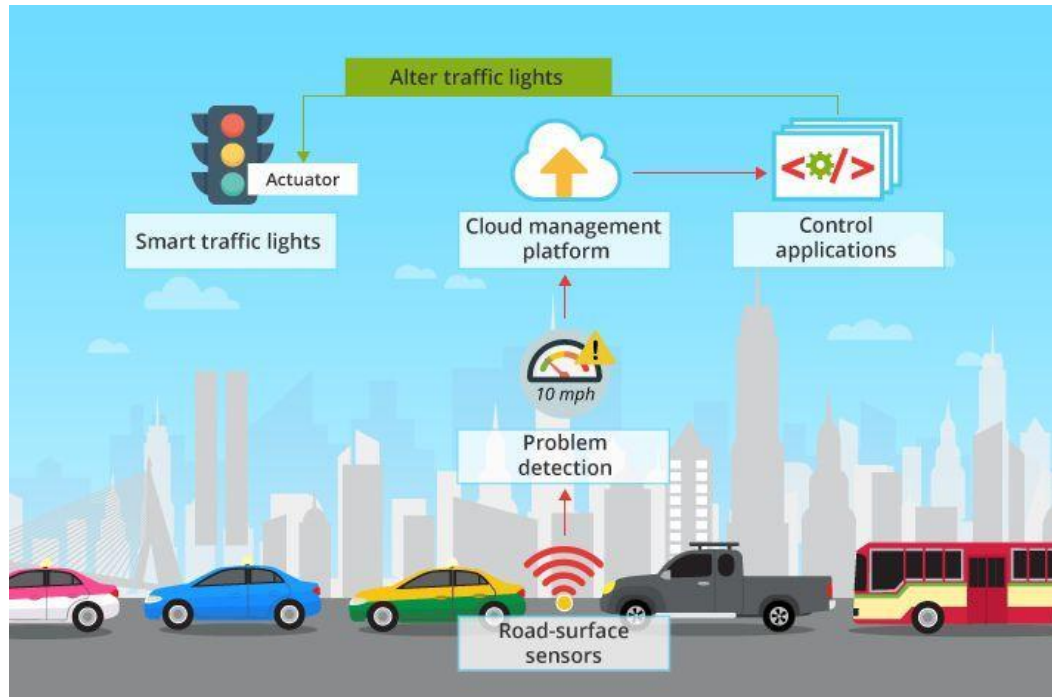 Alter traffic lights
Actuator
Smart traffic lights
Cloud management
platform
</>
Control
applications
10 mph
!
Problem
detection
Road-surface
sensors